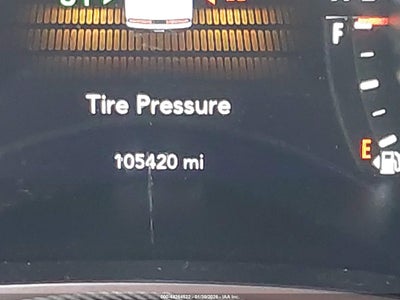 F
Tire Pressure
105420 mi
E